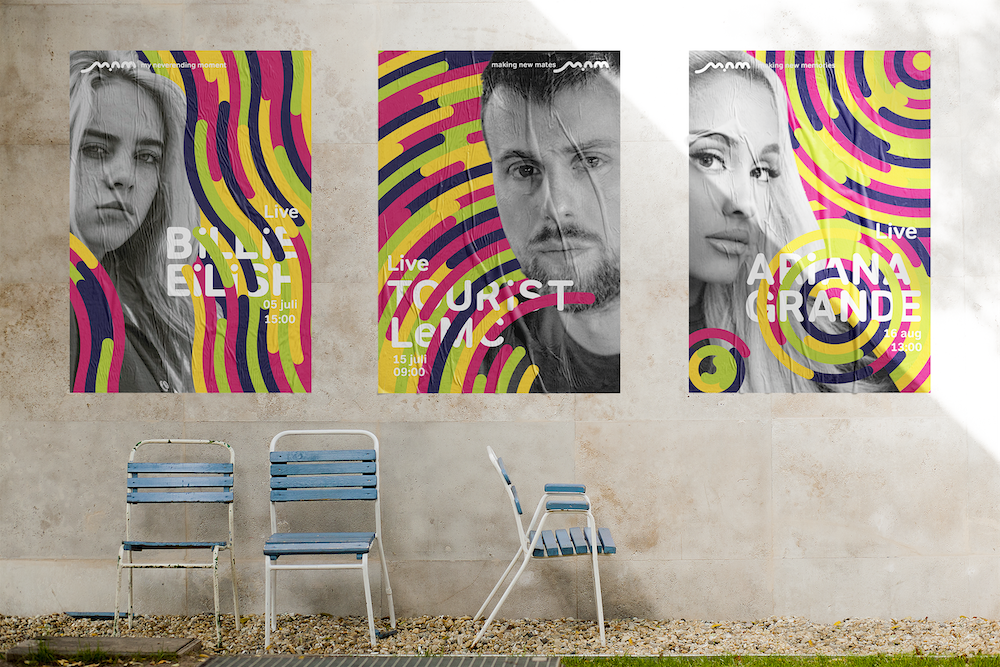 mnm my neverending moment
Live
BiLLiE
EiLiSH
05 juli
15:00
making new mates mnm
Live
TOURiST
LeMC
15 juli
09:00
mnm making new memories
Live
ARiANA
GRANDE
16 aug
13:00